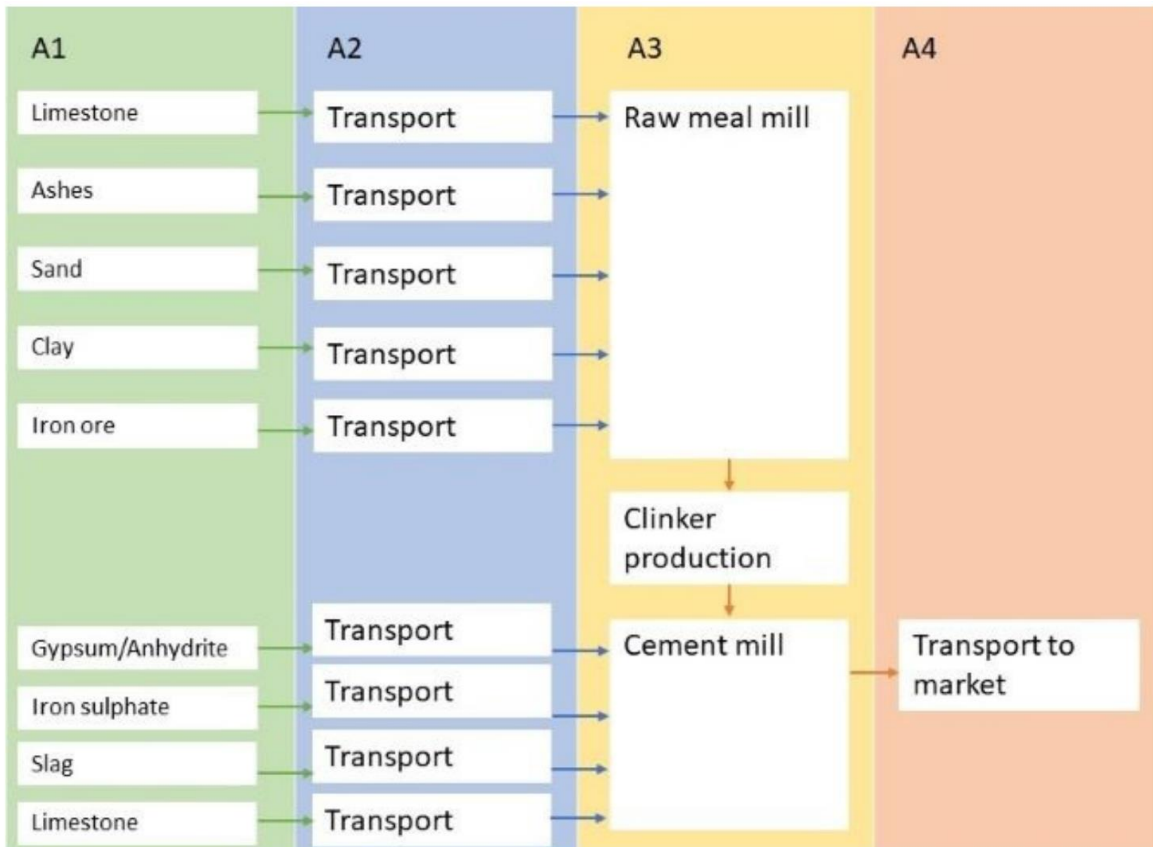 A1
A2
A3
A4
Limestone
Transport
Raw meal mill
Ashes
Transport
Sand
Transport
Clay
Transport
Iron ore
Transport
Clinker
production
Gypsum/Anhydrite
Transport
Cement mill
Transport to
market
Iron sulphate
Transport
Slag
Transport
Limestone
Transport